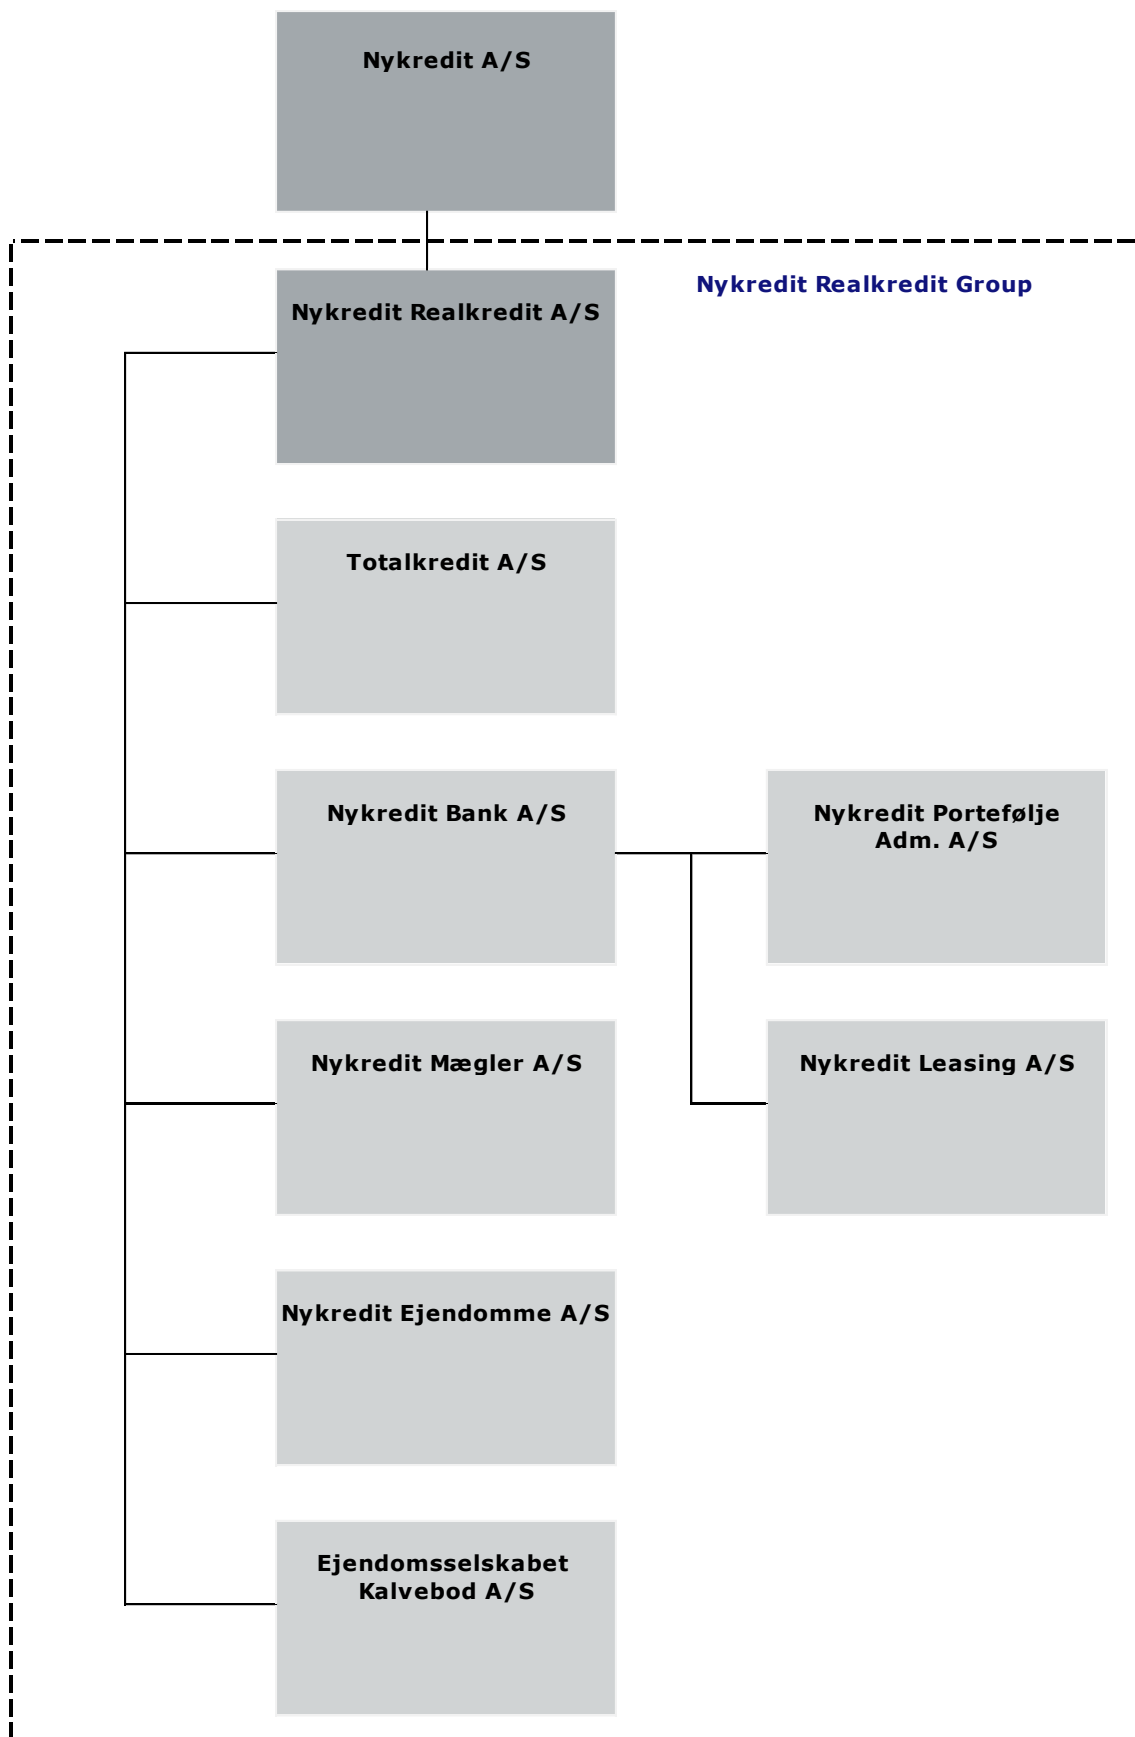 Nykredit A/S
Nykredit Realkredit Group
Nykredit Realkredit A/S
Totalkredit A/S
Nykredit Bank A/S
Nykredit Portefølje
Adm. A/S
Nykredit Mægler A/S
Nykredit Leasing A/S
Nykredit Ejendomme A/S
Ejendomsselskabet
Kalvebod A/S